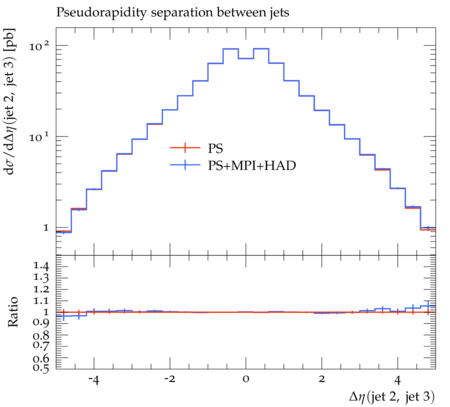 Pseudorapidity separation between jets
dσ/dΔη(jet 2, jet 3) [pb]
10²
10¹
1
PS
PS+MPI+HAD
Ratio
1.4
1.3
1.2
1.1
1
0.9
0.8
0.7
0.6
0.5
-4 -2 0 2 4
Δη(jet 2, jet 3)